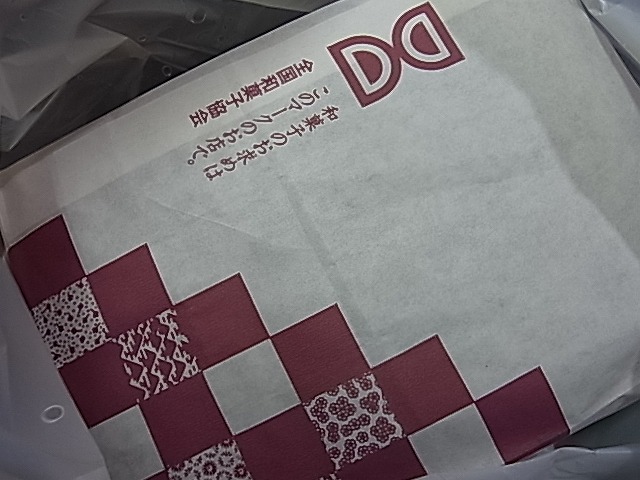 和菓子のお求めは
このマークのお店で。
全国和菓子協会